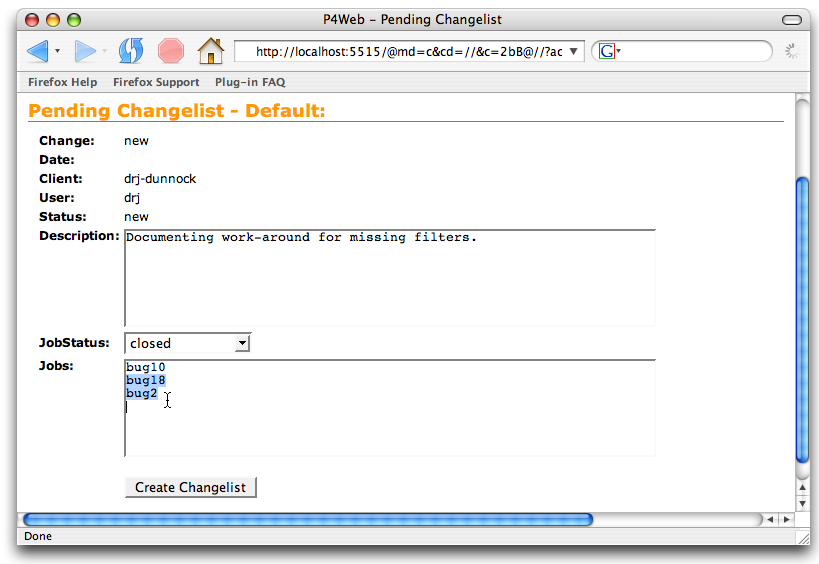 P4Web – Pending Changelist
http://localhost:5515/@md=c&cd=//&c=2bB@//?ac
G
Firefox Help Firefox Support Plug-in FAQ
Pending Changelist - Default:
Change: new
Date:
Client: drj-dunnock
User: drj
Status: new
Description: Documenting work-around for missing filters.
JobStatus: closed
Jobs: bug10
bug18
bug2
Create Changelist
Done